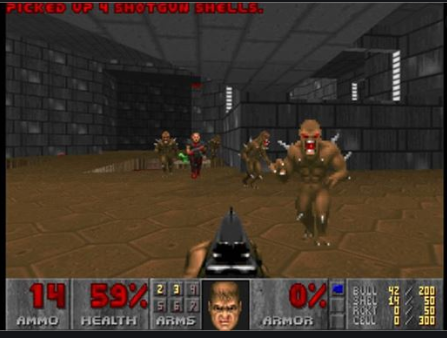 PICKED UP 4 SHOTGUN SHELLS.
14 59% 2 3 4 0%
5 6 7
BULL 42 / 200
SHEL 14 / 50
RCKT 0 / 50
CELL 0 / 300
AMMO HEALTH ARMS ARMOR